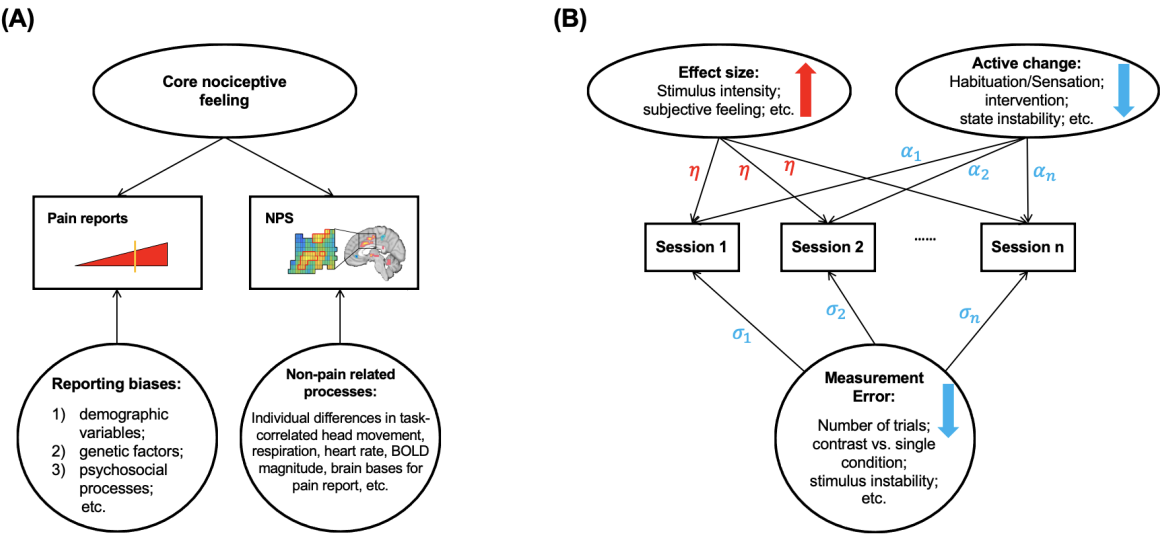 (A)
Core nociceptive
feeling
Pain reports
NPS
Reporting biases:
1) demographic
variables;
2) genetic factors;
3) psychosocial
processes;
etc.
Non-pain related
processes:
Individual differences in task-
correlated head movement,
respiration, heart rate, BOLD
magnitude, brain bases for
pain report, etc.
(B)
Effect size:
Stimulus intensity;
subjective feeling; etc.
Active change:
Habituation/Sensation;
intervention;
state instability; etc.
η
η
η
α1
α2
αn
Session 1
Session 2
......
Session n
σ1
σ2
σn
Measurement
Error:
Number of trials;
contrast vs. single
condition;
stimulus instability;
etc.